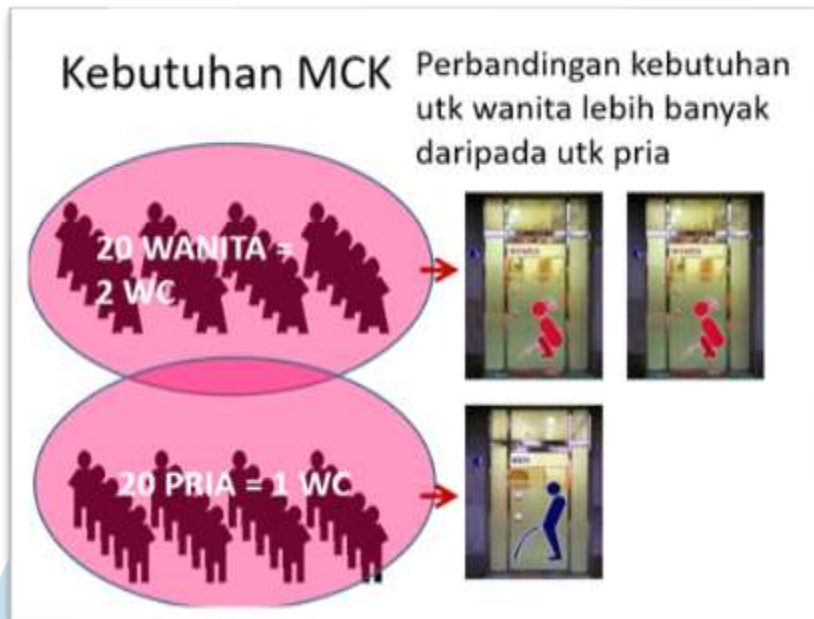 Kebutuhan MCK
Perbandingan kebutuhan
utk wanita lebih banyak
daripada utk pria
20 WANITA =
2 WC
20 PRIA = 1 WC